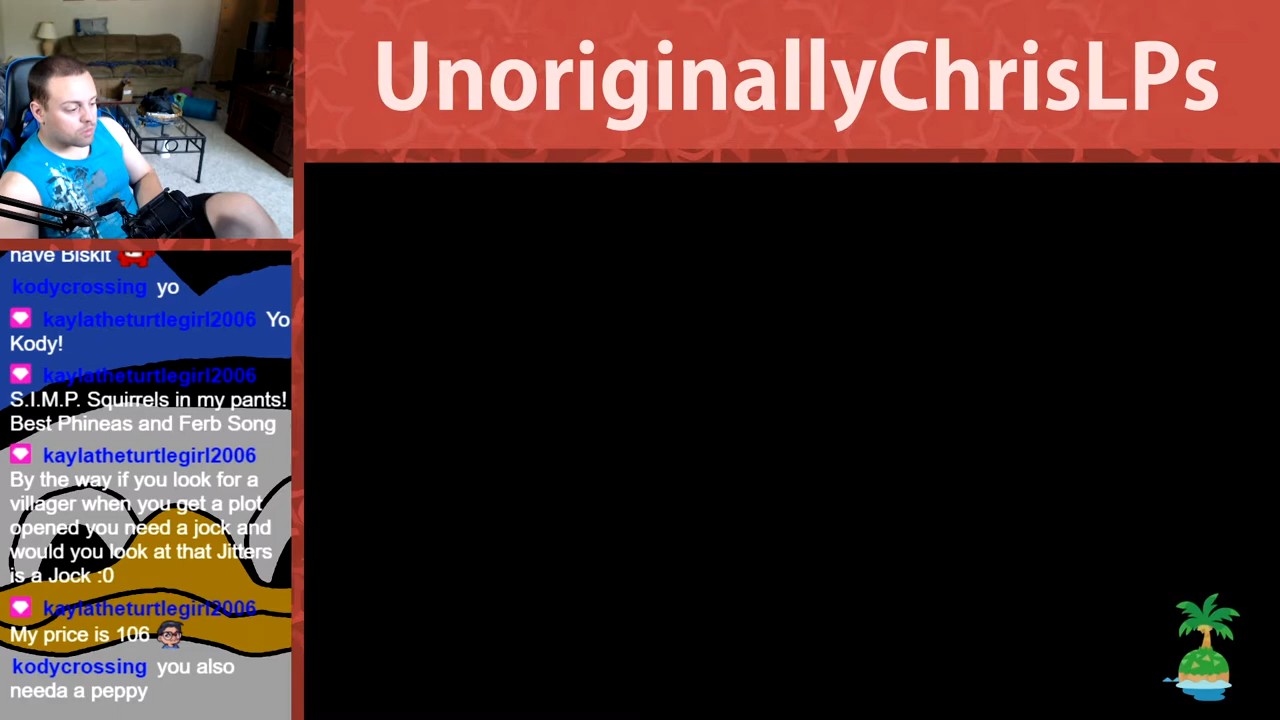 UnoriginallyChrisLPs
have Biskit
kodycrossing yo
kaylatheturtlegirl2006 Yo
Kody!
kaylatheturtlegirl2006
S.I.M.P. Squirrels in my pants!
Best Phineas and Ferb Song
kaylatheturtlegirl2006
By the way if you look for a
villager when you get a plot
opened you need a jock and
would you look at that Jitters
is a Jock :0
kaylatheturtlegirl2006
My price is 106
kodycrossing you also
needa a peppy